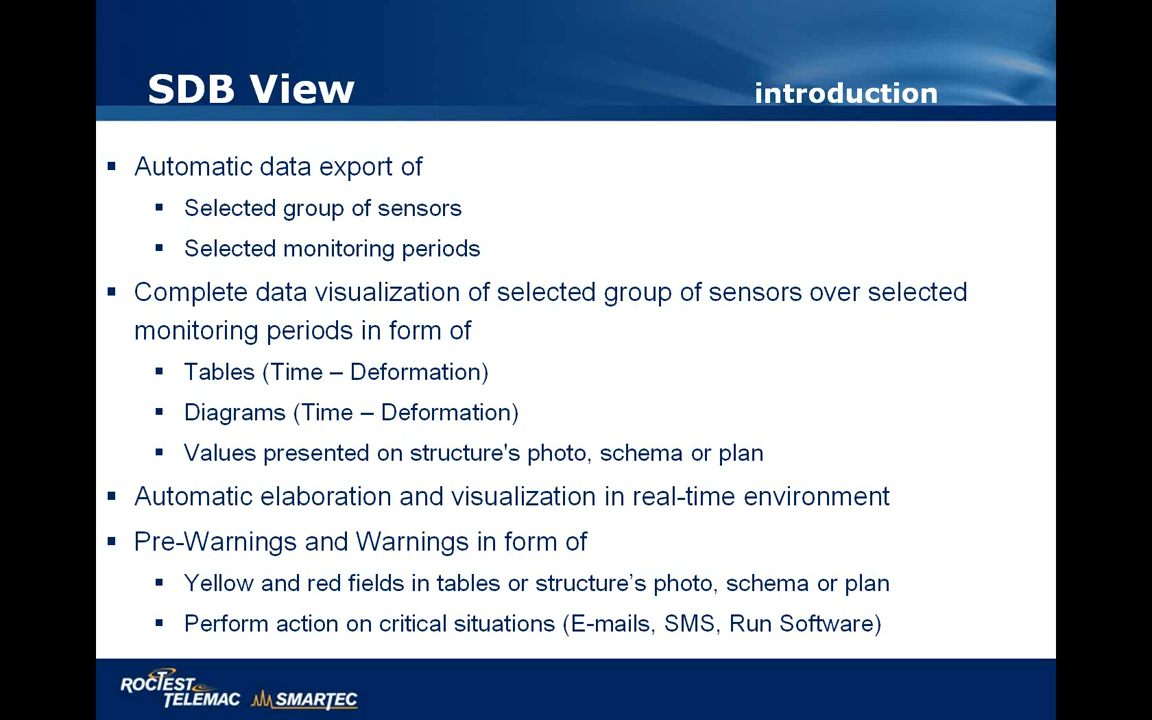 SDB View
introduction
Automatic data export of
Selected group of sensors
Selected monitoring periods
Complete data visualization of selected group of sensors over selected
monitoring periods in form of
Tables (Time – Deformation)
Diagrams (Time – Deformation)
Values presented on structure's photo, schema or plan
Automatic elaboration and visualization in real-time environment
Pre-Warnings and Warnings in form of
Yellow and red fields in tables or structure’s photo, schema or plan
Perform action on critical situations (E-mails, SMS, Run Software)
ROCTEST
TELEMAC
SMARTEC